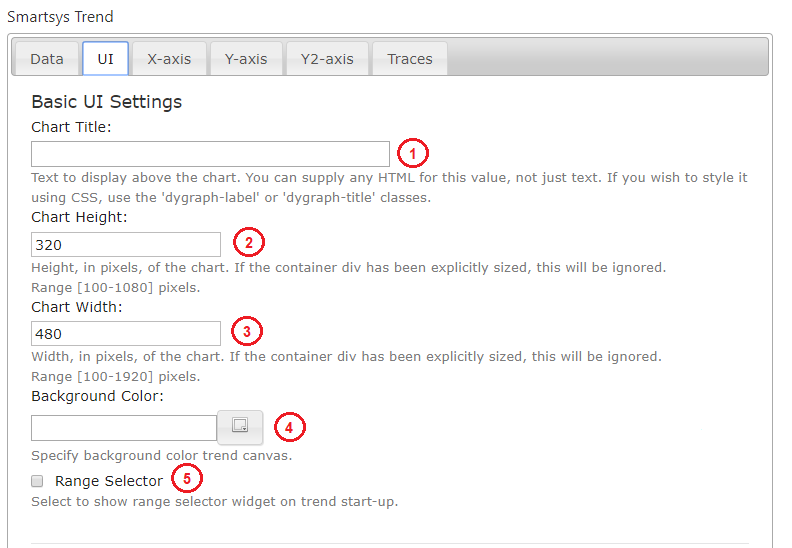 Smartsys Trend
Data UI X-axis Y-axis Y2-axis Traces
Basic UI Settings
Chart Title:
1
Text to display above the chart. You can supply any HTML for this value, not just text. If you wish to style it
using CSS, use the 'dygraph-label' or 'dygraph-title' classes.
Chart Height:
320 2
Height, in pixels, of the chart. If the container div has been explicitly sized, this will be ignored.
Range [100-1080] pixels.
Chart Width:
480 3
Width, in pixels, of the chart. If the container div has been explicitly sized, this will be ignored.
Range [100-1920] pixels.
Background Color:
4
Specify background color trend canvas.
Range Selector 5
Select to show range selector widget on trend start-up.